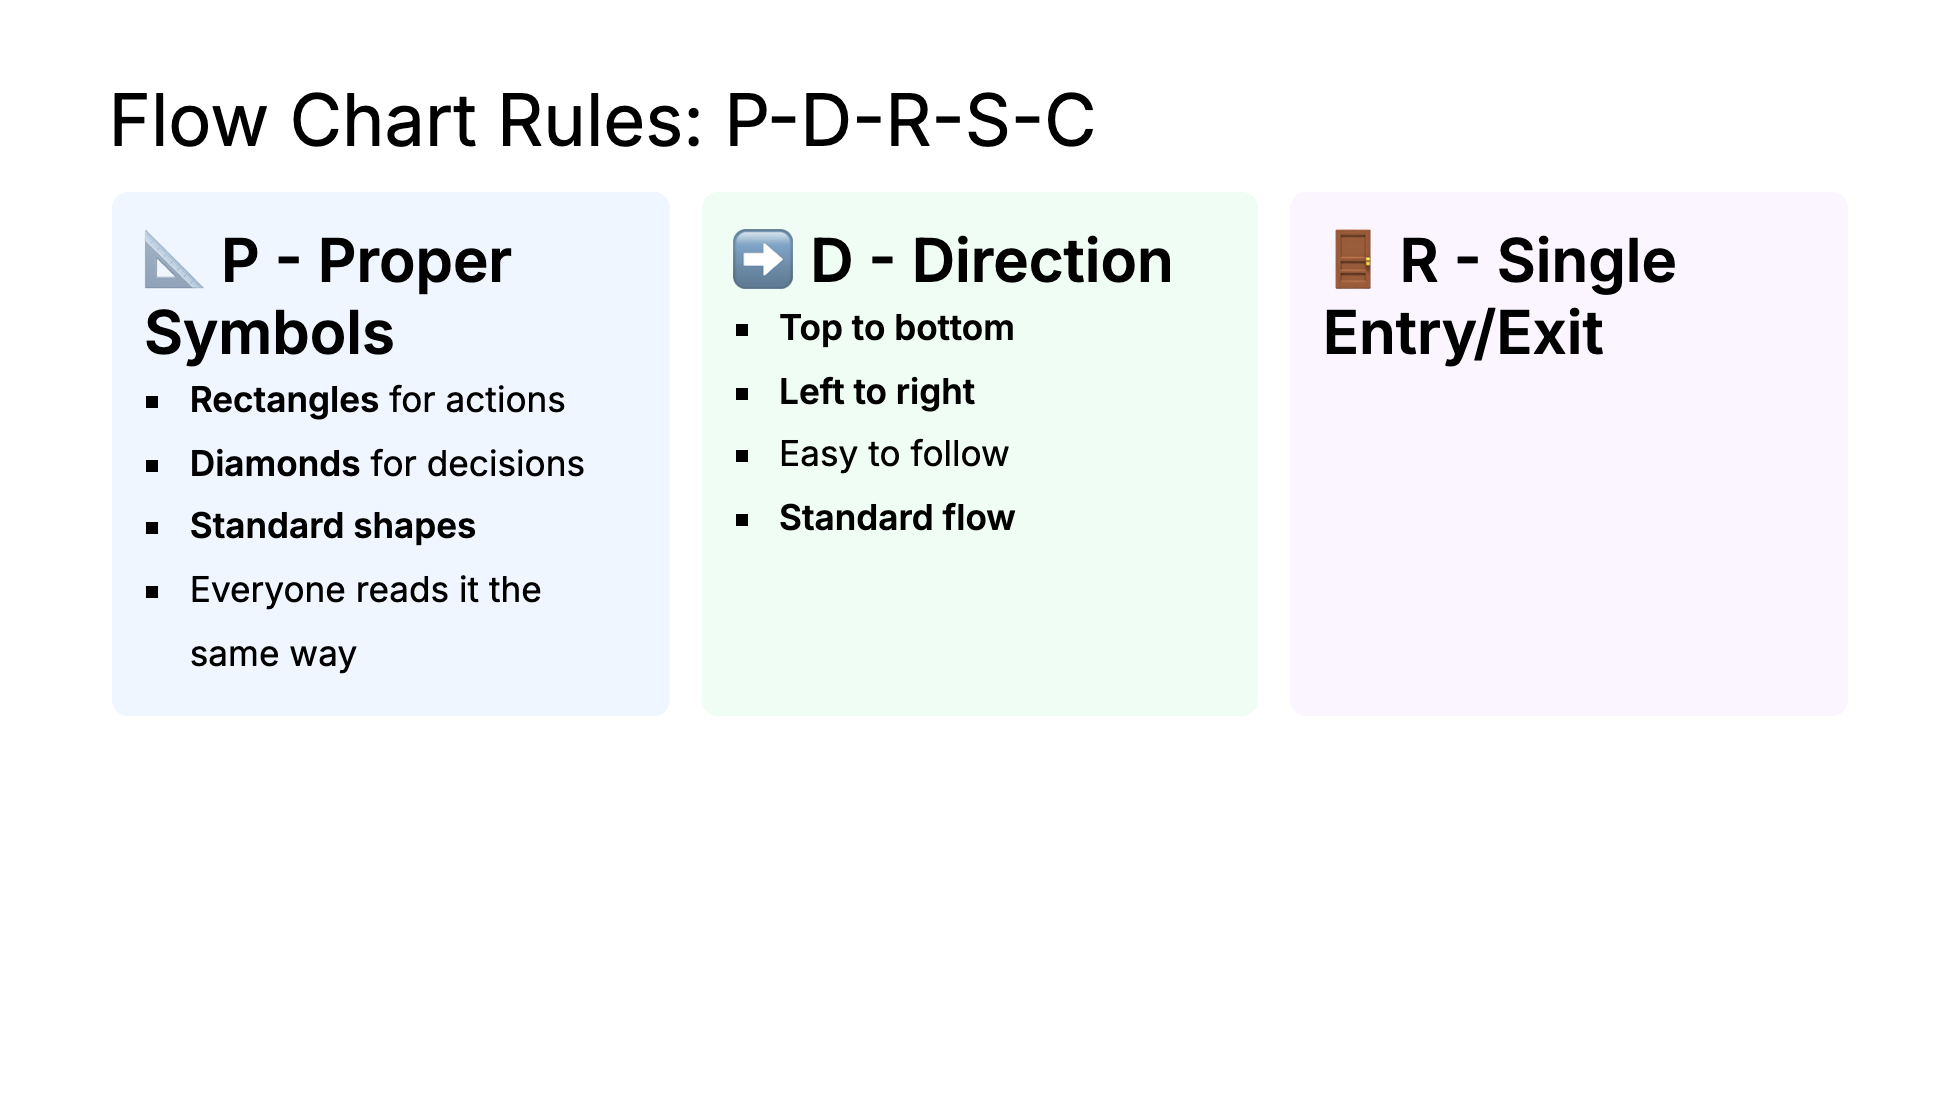 Flow Chart Rules: P-D-R-S-C
📐 P - Proper
Symbols
▪ Rectangles for actions
▪ Diamonds for decisions
▪ Standard shapes
▪ Everyone reads it the
same way
➡️ D - Direction
▪ Top to bottom
▪ Left to right
▪ Easy to follow
▪ Standard flow
🚪 R - Single
Entry/Exit